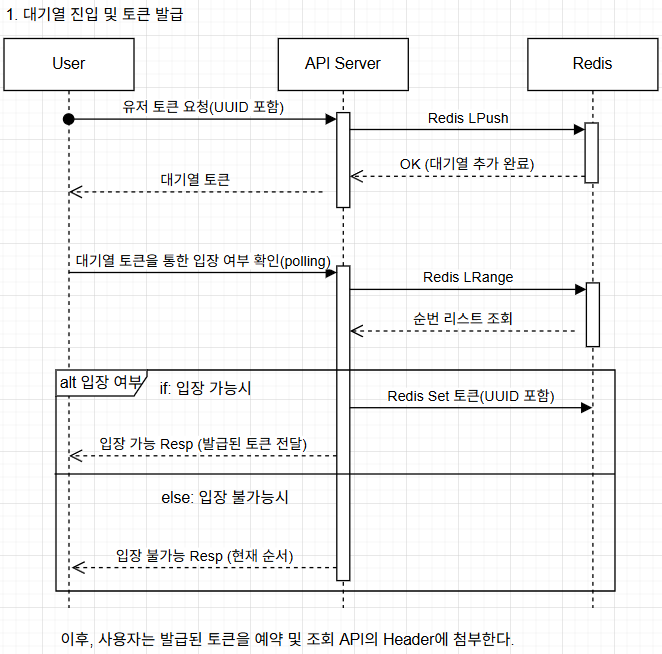 1. 대기열 진입 및 토큰 발급
User
API Server
Redis
유저 토큰 요청(UUID 포함)
Redis LPush
OK (대기열 추가 완료)
대기열 토큰
대기열 토큰을 통한 입장 여부 확인(polling)
Redis LRange
순번 리스트 조회
alt 입장 여부
if: 입장 가능시
Redis Set 토큰(UUID 포함)
입장 가능 Resp (발급된 토큰 전달)
else: 입장 불가능시
입장 불가능 Resp (현재 순서)
이후, 사용자는 발급된 토큰을 예약 및 조회 API의 Header에 첨부한다.